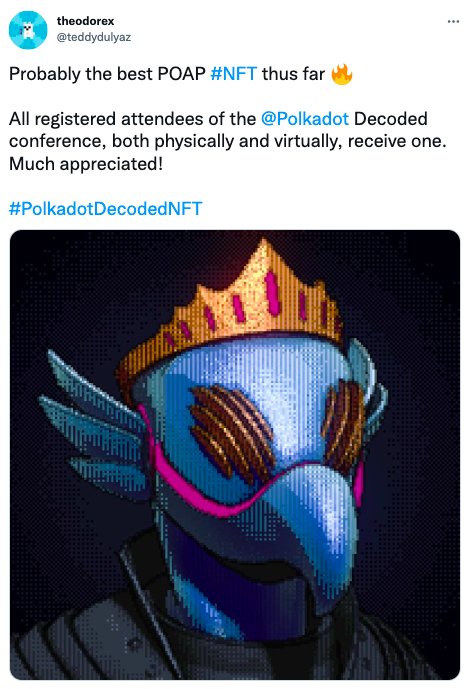 theodorex
@teddydulyaz
Probably the best POAP #NFT thus far 🔥
All registered attendees of the @Polkadot Decoded
conference, both physically and virtually, receive one.
Much appreciated!
#PolkadotDecodedNFT